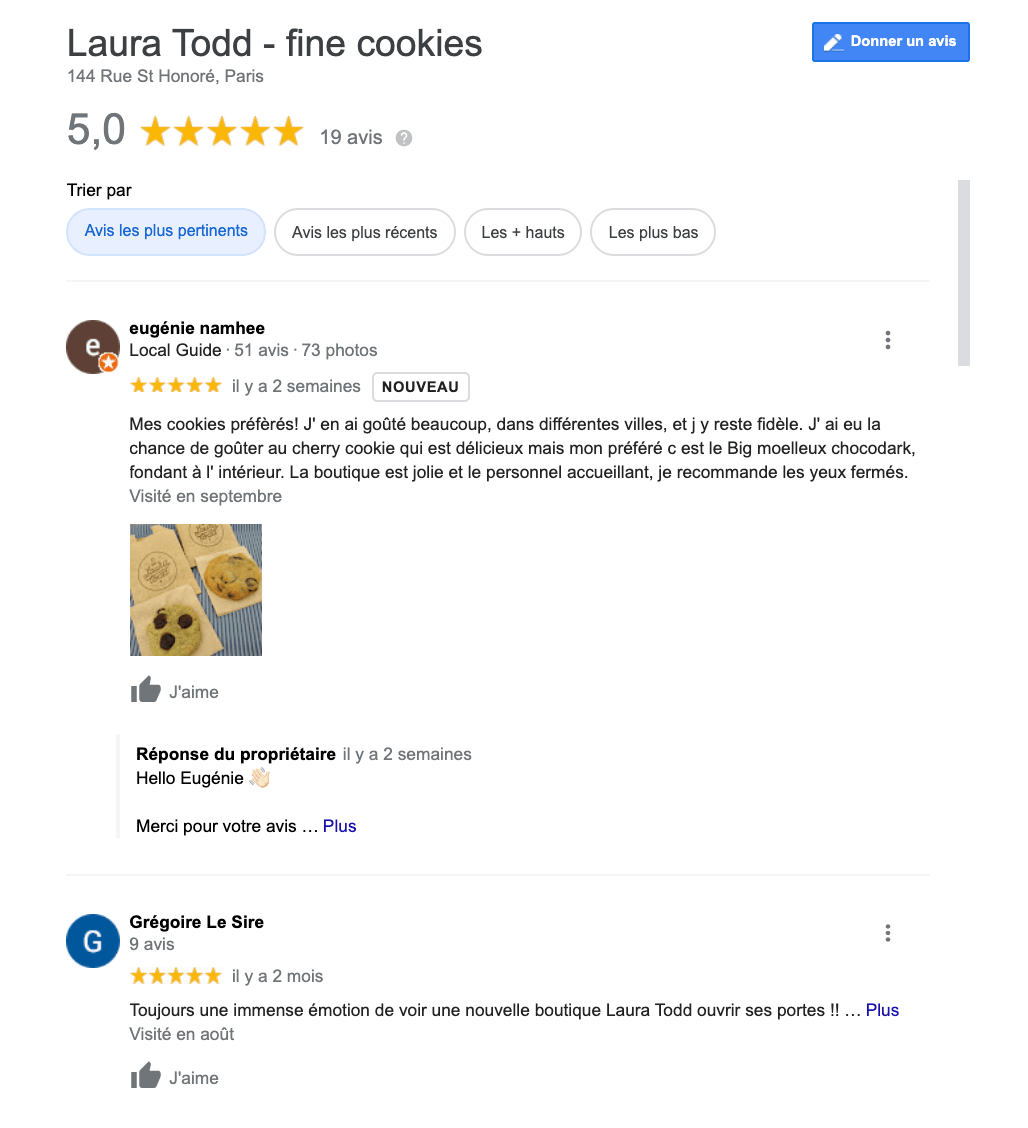 Laura Todd - fine cookies
Donner un avis
144 Rue St Honoré, Paris
5,0
19 avis
Trier par
Avis les plus pertinents
Avis les plus récents
Les + hauts
Les plus bas
e
eugénie namhee
Local Guide · 51 avis · 73 photos
il y a 2 semaines NOUVEAU
Mes cookies préfèrés! J' en ai goûté beaucoup, dans différentes villes, et j y reste fidèle. J' ai eu la
chance de goûter au cherry cookie qui est délicieux mais mon préféré c est le Big moelleux chocodark,
fondant à l' intérieur. La boutique est jolie et le personnel accueillant, je recommande les yeux fermés.
Visité en septembre
J'aime
Réponse du propriétaire il y a 2 semaines
Hello Eugénie 👋🏻
Merci pour votre avis … Plus
G
Grégoire Le Sire
9 avis
il y a 2 mois
Toujours une immense émotion de voir une nouvelle boutique Laura Todd ouvrir ses portes !! … Plus
Visité en août
J'aime